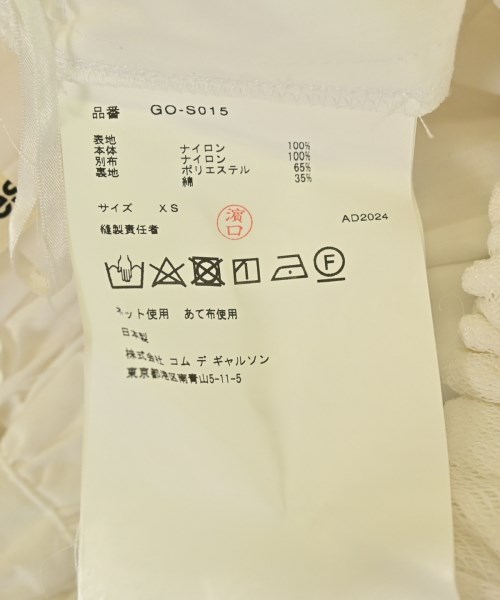 品番 GO-S015
表地
本体 ナイロン 100%
別布 ナイロン 100%
裏地 ポリエステル 65%
綿 35%
サイズ XS
縫製責任者 濱口
AD2024
F
ネット使用 あて布使用
日本製
株式会社 コム デ ギャルソン
東京都港区南青山5-11-5